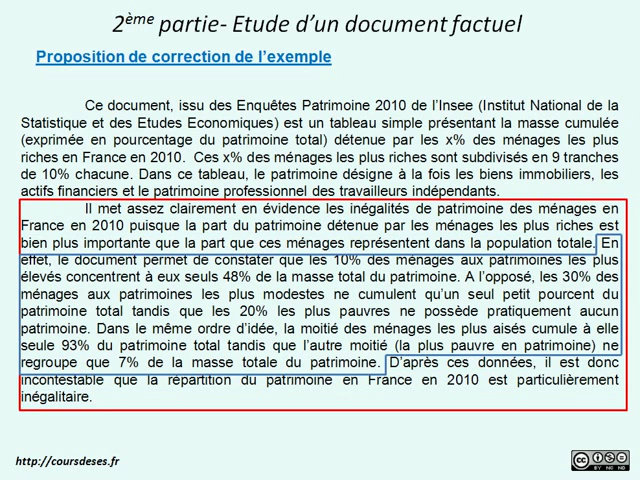 2ème partie- Etude d’un document factuel
Proposition de correction de l’exemple
Ce document, issu des Enquêtes Patrimoine 2010 de l’Insee (Institut National de la
Statistique et des Etudes Economiques) est un tableau simple présentant la masse cumulée
(exprimée en pourcentage du patrimoine total) détenue par les x% des ménages les plus
riches en France en 2010. Ces x% des ménages les plus riches sont subdivisés en 9 tranches
de 10% chacune. Dans ce tableau, le patrimoine désigne à la fois les biens immobiliers, les
actifs financiers et le patrimoine professionnel des travailleurs indépendants.
Il met assez clairement en évidence les inégalités de patrimoine des ménages en
France en 2010 puisque la part du patrimoine détenue par les ménages les plus riches est
bien plus importante que la part que ces ménages représentent dans la population totale. En
effet, le document permet de constater que les 10% des ménages aux patrimoines les plus
élevés concentrent à eux seuls 48% de la masse total du patrimoine. A l’opposé, les 30% des
ménages aux patrimoines les plus modestes ne cumulent qu’un seul petit pourcent du
patrimoine total tandis que les 20% les plus pauvres ne possède pratiquement aucun
patrimoine. Dans le même ordre d’idée, la moitié des ménages les plus aisés cumule à elle
seule 93% du patrimoine total tandis que l’autre moitié (la plus pauvre en patrimoine) ne
regroupe que 7% de la masse totale du patrimoine. D’après ces données, il est donc
incontestable que la répartition du patrimoine en France en 2010 est particulièrement
inégalitaire.
http://coursdeses.fr
cc
BY NC ND